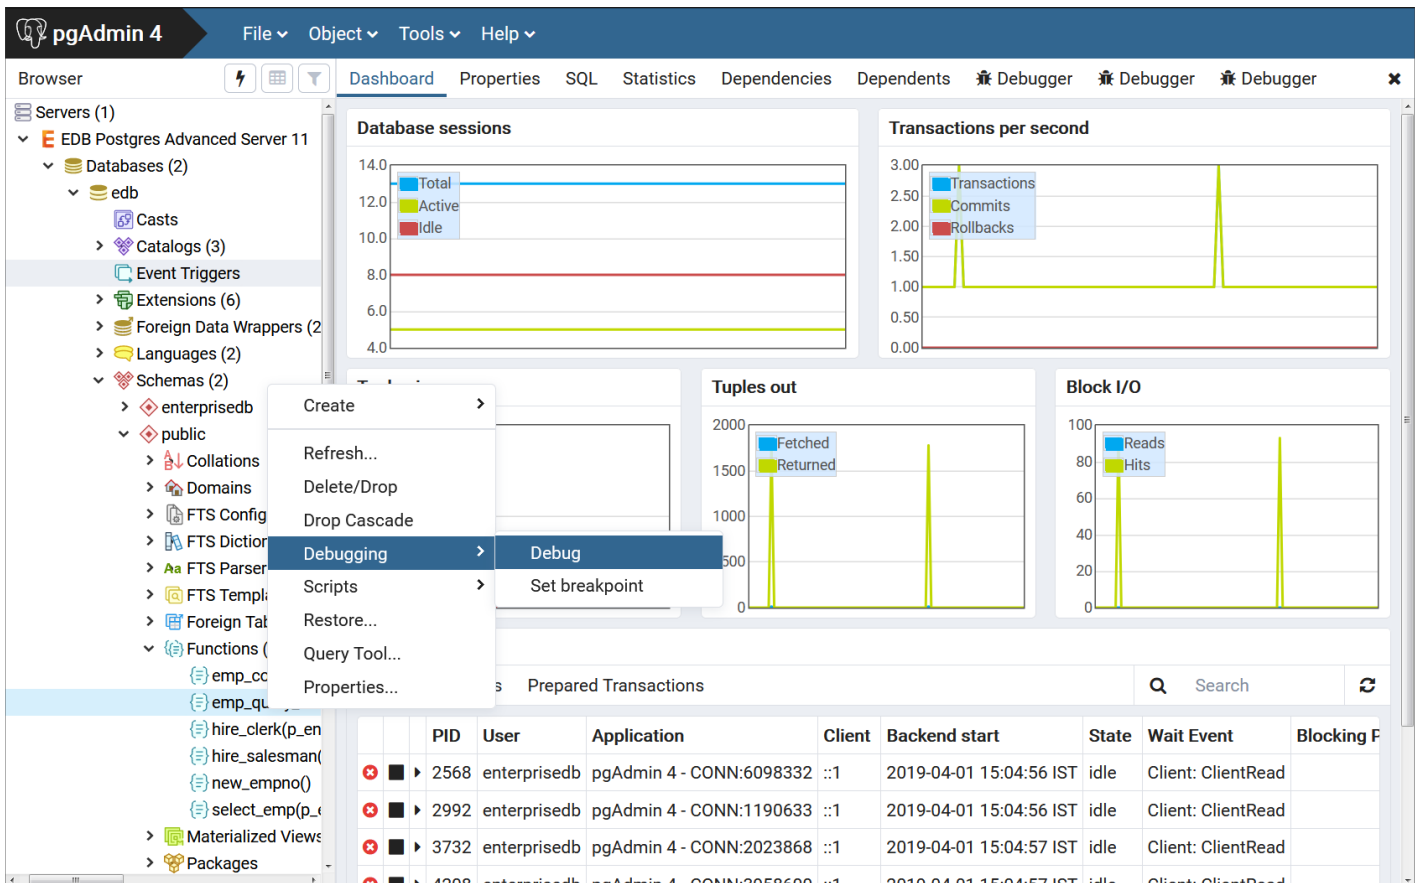 pgAdmin 4 File Object Tools Help
Browser
Dashboard Properties SQL Statistics Dependencies Dependents Debugger Debugger Debugger
Servers (1)
EDB Postgres Advanced Server 11
Databases (2)
edb
Casts
Catalogs (3)
Event Triggers
Extensions (6)
Foreign Data Wrappers (2
Languages (2)
Schemas (2)
enterprisedb
public
Collations
Domains
FTS Config
FTS Diction
FTS Parser
FTS Templa
Foreign Tab
Functions (
emp_co
emp_query_
hire_clerk(p_en
hire_salesman(
new_empno()
select_emp(p_e
Materialized Views
Packages
Create
Refresh...
Delete/Drop
Drop Cascade
Debugging
Scripts
Restore...
Query Tool...
Properties...
Debug
Set breakpoint
Database sessions
14.0
12.0
10.0
8.0
6.0
4.0
Total
Active
Idle
Transactions per second
3.00
2.50
2.00
1.50
1.00
0.50
0.00
Transactions
Commits
Rollbacks
Tuples out
2000
1500
1000
500
0
Fetched
Returned
Block I/O
100
80
60
40
20
0
Reads
Hits
s Prepared Transactions Search
PID User Application Client Backend start State Wait Event Blocking P
2568 enterprisedb pgAdmin 4 - CONN:6098332 ::1 2019-04-01 15:04:56 IST idle Client: ClientRead
2992 enterprisedb pgAdmin 4 - CONN:1190633 ::1 2019-04-01 15:04:56 IST idle Client: ClientRead
3732 enterprisedb pgAdmin 4 - CONN:2023868 ::1 2019-04-01 15:04:57 IST idle Client: ClientRead